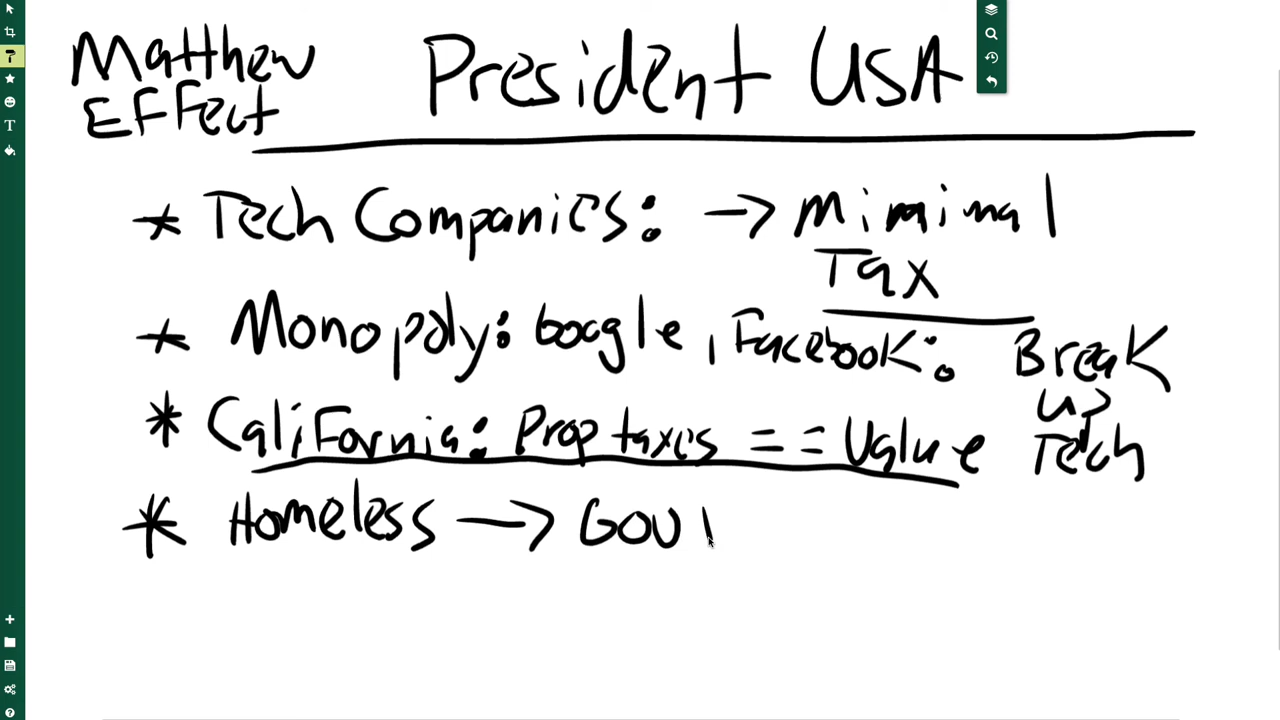 Matthew
Effect
President USA
* Tech Companies: → Minimal
Tax
* Monopoly: Google, Facebook: Break
up
Tech
* California: Prop taxes == Value
* Homeless → Gov